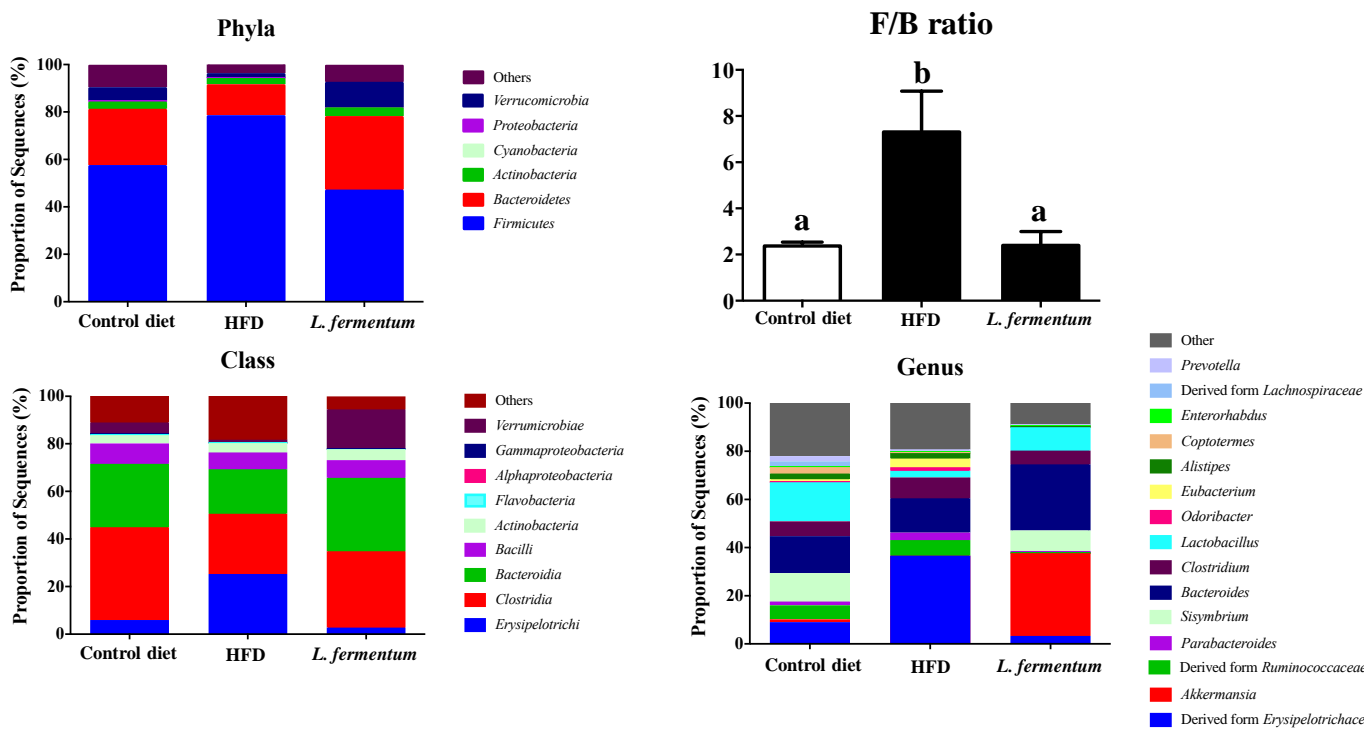 Phyla
Proportion of Sequences (%)
100
80
60
40
20
0
Control diet
HFD
L. fermentum
Others
Verrucomicrobia
Proteobacteria
Cyanobacteria
Actinobacteria
Bacteroidetes
Firmicutes
F/B ratio
10
8
6
4
2
0
a
b
a
Control diet
HFD
L. fermentum
Class
Proportion of Sequences (%)
100
80
60
40
20
0
Control diet
HFD
L. fermentum
Others
Verrumicrobiae
Gammaproteobacteria
Alphaproteobacteria
Flavobacteria
Actinobacteria
Bacilli
Bacteroidia
Clostridia
Erysipelotrichi
Genus
Proportion of Sequences (%)
100
80
60
40
20
0
Control diet
HFD
L. fermentum
Other
Prevotella
Derived form Lachnospiraceae
Enterorhabdus
Coptotermes
Alistipes
Eubacterium
Odoribacter
Lactobacillus
Clostridium
Bacteroides
Sisymbrium
Parabacteroides
Derived form Ruminococcaceae
Akkermansia
Derived form Erysipelotrichace